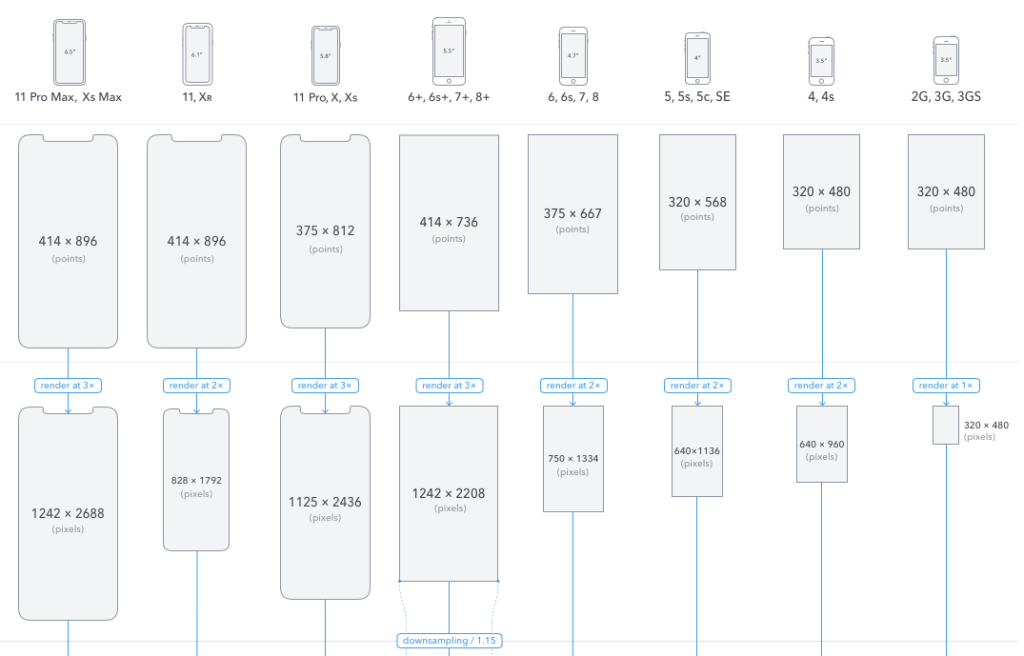 6.5"
6.1"
5.8"
5.5"
4.7"
4"
3.5"
3.5"
11 Pro Max, Xs Max
11, XR
11 Pro, X, Xs
6+, 6s+, 7+, 8+
6, 6s, 7, 8
5, 5s, 5c, SE
4, 4s
2G, 3G, 3GS
414 × 896
(points)
414 × 896
(points)
375 × 812
(points)
414 × 736
(points)
375 × 667
(points)
320 × 568
(points)
320 × 480
(points)
320 × 480
(points)
render at 3×
render at 2×
render at 3×
render at 3×
render at 2×
render at 2×
render at 2×
render at 1×
1242 × 2688
(pixels)
828 × 1792
(pixels)
1125 × 2436
(pixels)
1242 × 2208
(pixels)
750 × 1334
(pixels)
640×1136
(pixels)
640 × 960
(pixels)
320 × 480
(pixels)
downsampling / 1.15